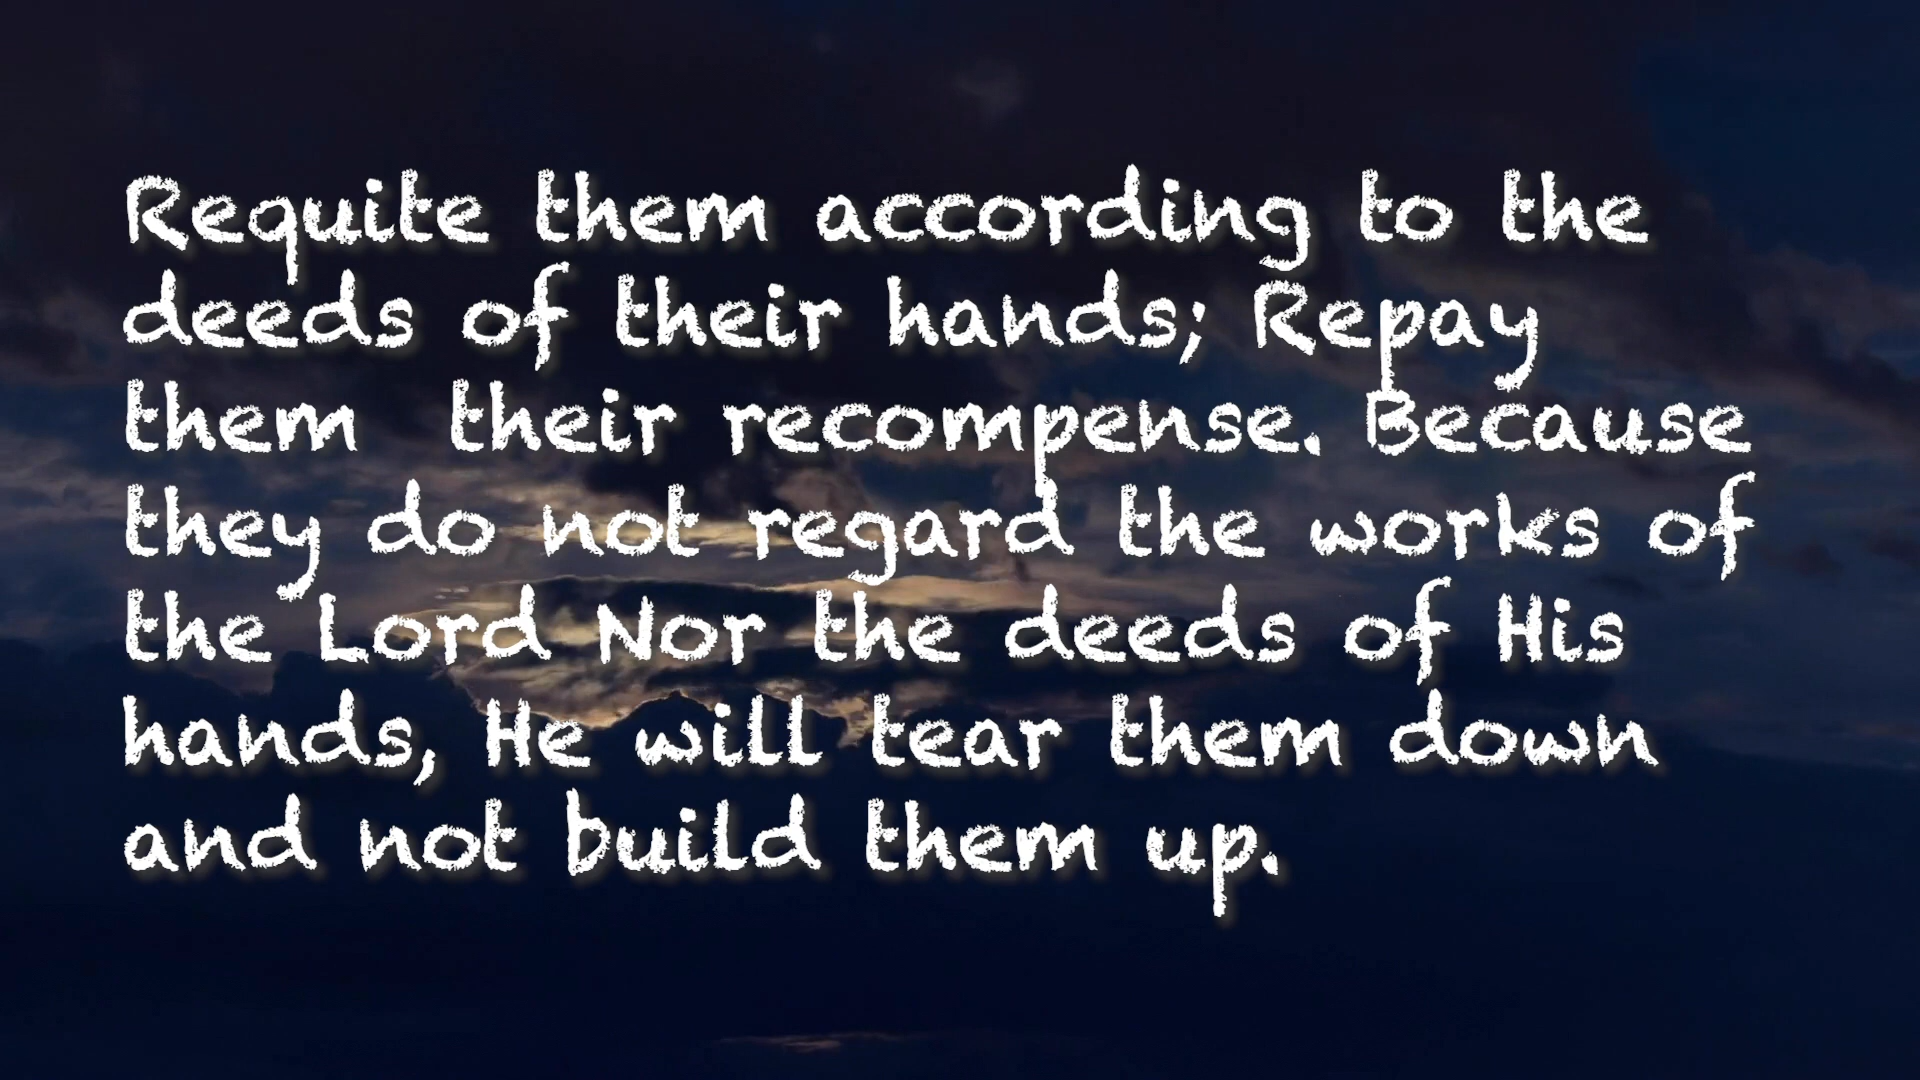 Requite them according to the
deeds of their hands; Repay
them  their recompense. Because
they do not regard the works of
the Lord Nor the deeds of His
hands, He will tear them down
and not build them up.